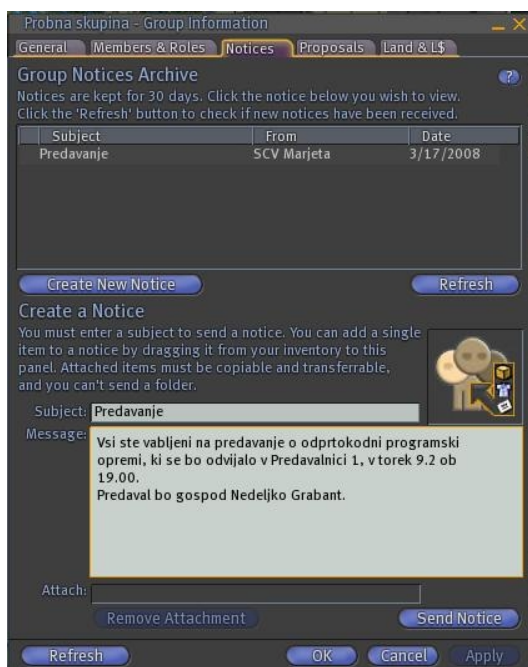 Probna skupina - Group Information
General Members & Roles Notices Proposals Land & L$
Group Notices Archive
?
Notices are kept for 30 days. Click the notice below you wish to view.
Click the 'Refresh' button to check if new notices have been received.
Subject From Date
Predavanje SCV Marjeta 3/17/2008
Create New Notice Refresh
Create a Notice
You must enter a subject to send a notice. You can add a single
item to a notice by dragging it from your inventory to this
panel. Attached items must be copiable and transferrable,
and you can't send a folder.
Subject: Predavanje
Message: Vsi ste vabljeni na predavanje o odprtokodni programski
opremi, ki se bo odvijalo v Predavalnici 1, v torek 9.2 ob
19.00.
Predaval bo gospod Nedeljko Grabant.
Attach:
Remove Attachment Send Notice
Refresh OK Cancel Apply